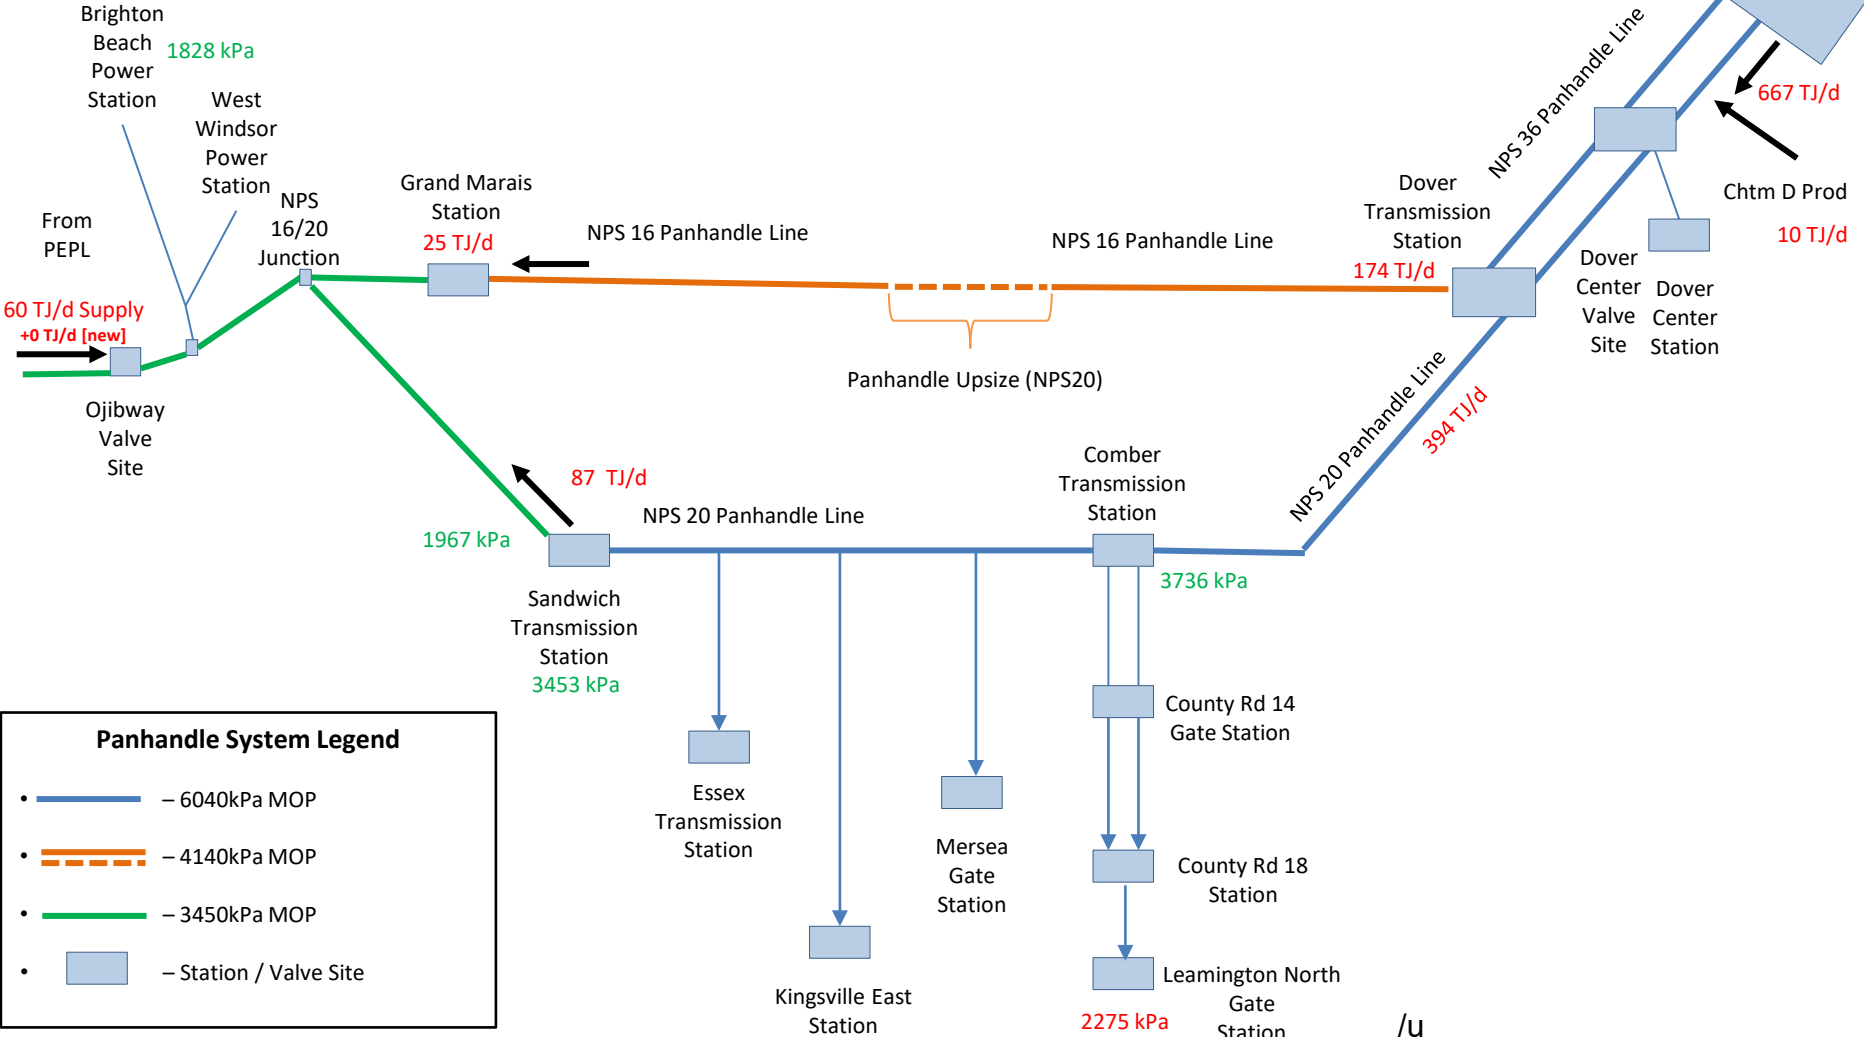 Brighton
Beach
Power
Station
1828 kPa
West
Windsor
Power
Station
From
PEPL
NPS
16/20
Junction
Grand Marais
Station
25 TJ/d
NPS 16 Panhandle Line
NPS 16 Panhandle Line
Dover
Transmission
Station
174 TJ/d
NPS 36 Panhandle Line
667 TJ/d
Chtm D Prod
10 TJ/d
Dover
Center
Valve
Site
Dover
Center
Station
60 TJ/d Supply
+0 TJ/d [new]
Ojibway
Valve
Site
Panhandle Upsize (NPS20)
NPS 20 Panhandle Line
394 TJ/d
Comber
Transmission
Station
87 TJ/d
NPS 20 Panhandle Line
1967 kPa
3736 kPa
Sandwich
Transmission
Station
3453 kPa
County Rd 14
Gate Station
Essex
Transmission
Station
Mersea
Gate
Station
County Rd 18
Station
Kingsville East
Station
Leamington North
Gate
Station
2275 kPa
/u
Panhandle System Legend
• – 6040kPa MOP
• – 4140kPa MOP
• – 3450kPa MOP
• – Station / Valve Site